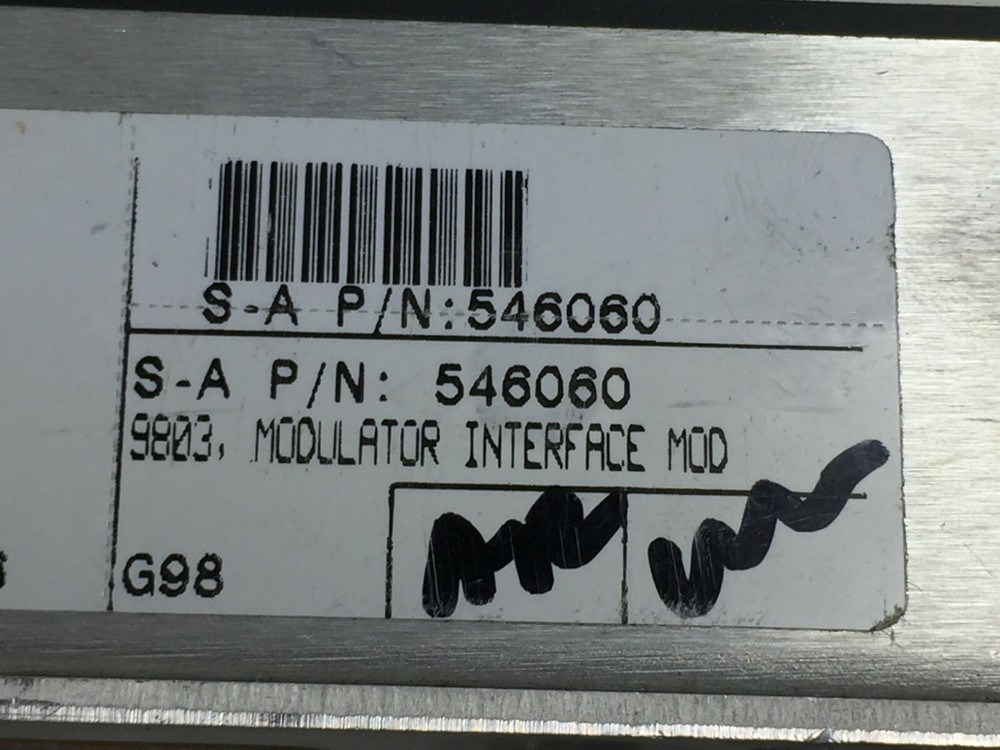 S-A P/N:546060
S-A P/N: 546060
9803, MODULATOR INTERFACE MOD
G98